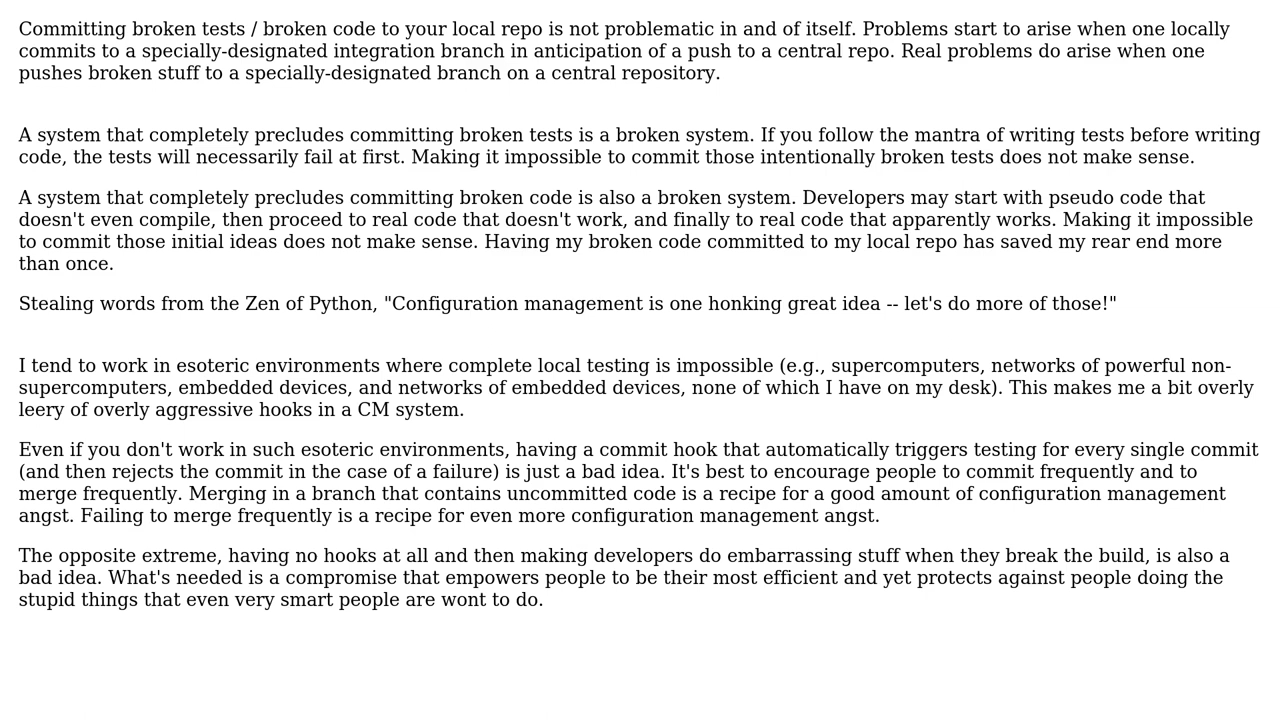 Committing broken tests / broken code to your local repo is not problematic in and of itself. Problems start to arise when one locally
commits to a specially-designated integration branch in anticipation of a push to a central repo. Real problems do arise when one
pushes broken stuff to a specially-designated branch on a central repository.
A system that completely precludes committing broken tests is a broken system. If you follow the mantra of writing tests before writing
code, the tests will necessarily fail at first. Making it impossible to commit those intentionally broken tests does not make sense.
A system that completely precludes committing broken code is also a broken system. Developers may start with pseudo code that
doesn't even compile, then proceed to real code that doesn't work, and finally to real code that apparently works. Making it impossible
to commit those initial ideas does not make sense. Having my broken code committed to my local repo has saved my rear end more
than once.
Stealing words from the Zen of Python, "Configuration management is one honking great idea -- let's do more of those!"
I tend to work in esoteric environments where complete local testing is impossible (e.g., supercomputers, networks of powerful non-
supercomputers, embedded devices, and networks of embedded devices, none of which I have on my desk). This makes me a bit overly
leery of overly aggressive hooks in a CM system.
Even if you don't work in such esoteric environments, having a commit hook that automatically triggers testing for every single commit
(and then rejects the commit in the case of a failure) is just a bad idea. It's best to encourage people to commit frequently and to
merge frequently. Merging in a branch that contains uncommitted code is a recipe for a good amount of configuration management
angst. Failing to merge frequently is a recipe for even more configuration management angst.
The opposite extreme, having no hooks at all and then making developers do embarrassing stuff when they break the build, is also a
bad idea. What's needed is a compromise that empowers people to be their most efficient and yet protects against people doing the
stupid things that even very smart people are wont to do.